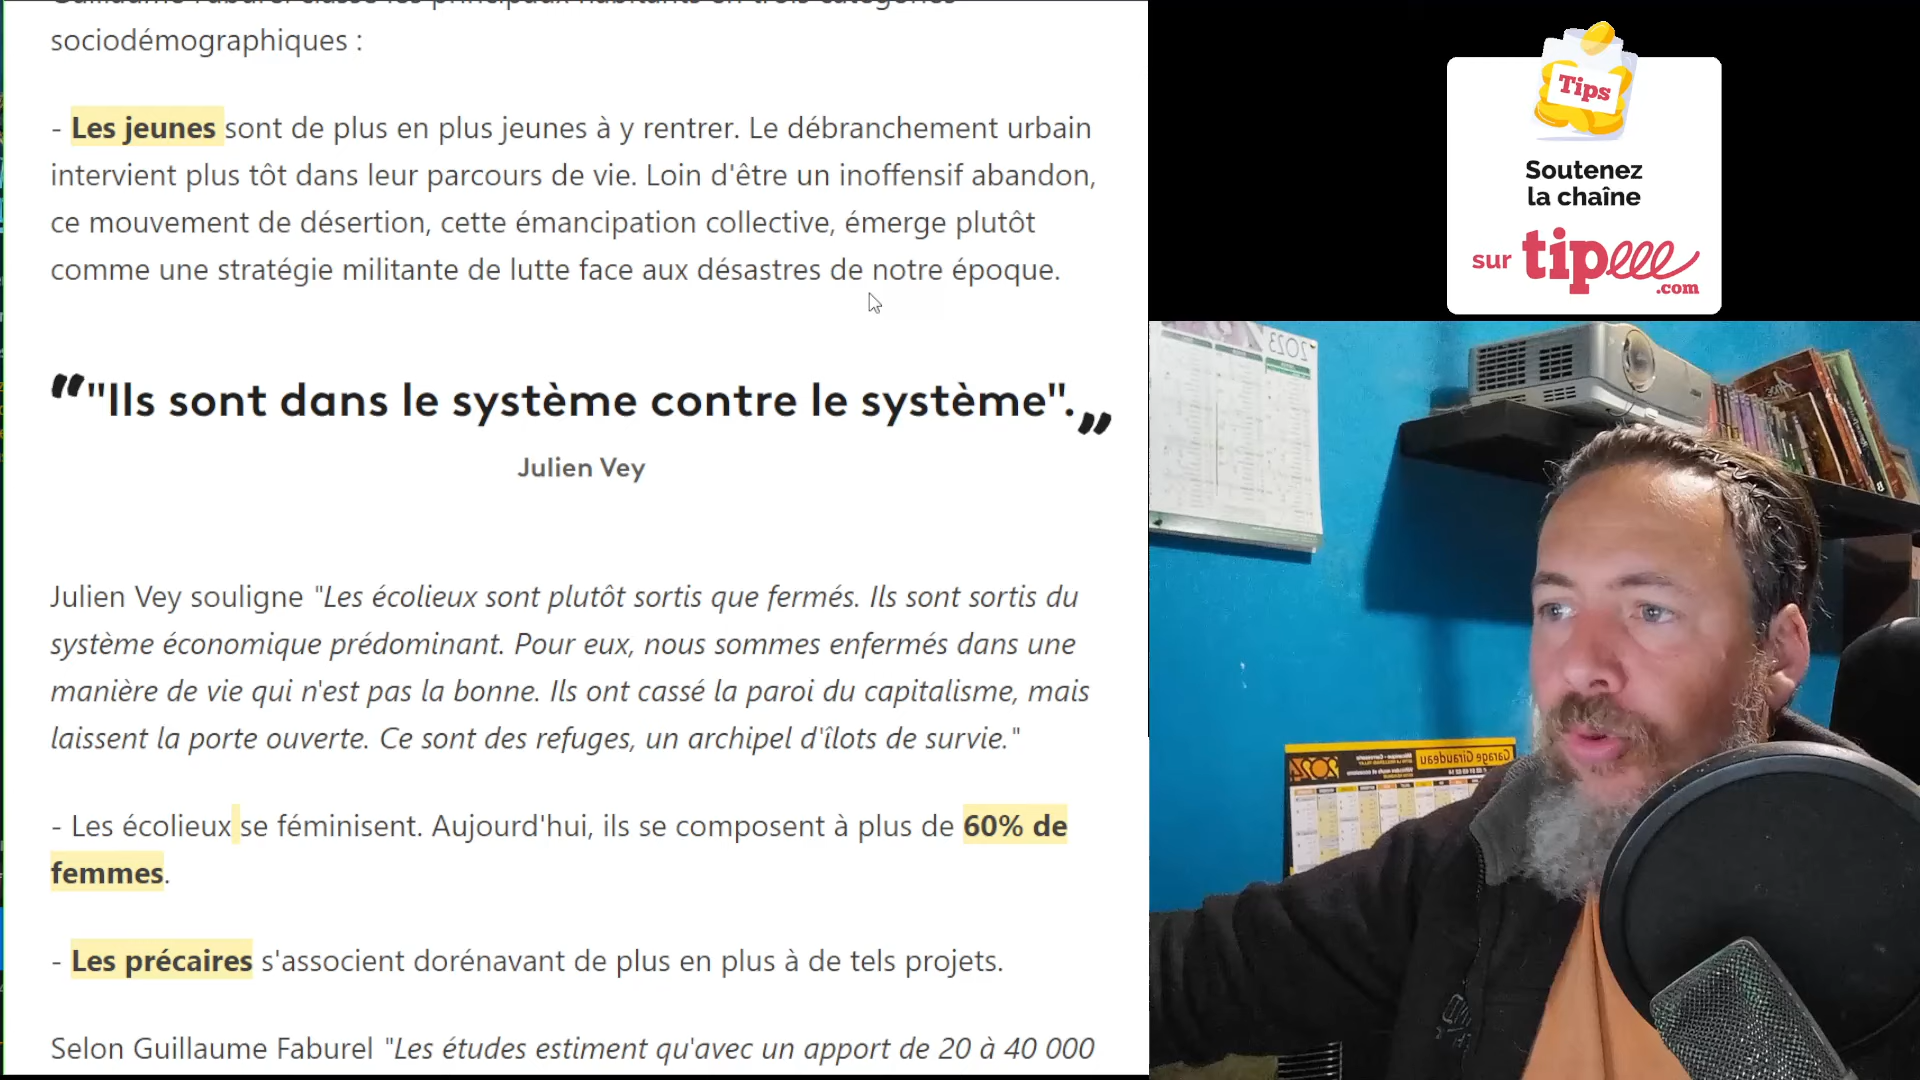 sociodémographiques :
- Les jeunes sont de plus en plus jeunes à y rentrer. Le débranchement urbain
intervient plus tôt dans leur parcours de vie. Loin d'être un inoffensif abandon,
ce mouvement de désertion, cette émancipation collective, émerge plutôt
comme une stratégie militante de lutte face aux désastres de notre époque.
“"Ils sont dans le système contre le système".„
Julien Vey
Julien Vey souligne "Les écolieux sont plutôt sortis que fermés. Ils sont sortis du
système économique prédominant. Pour eux, nous sommes enfermés dans une
manière de vie qui n'est pas la bonne. Ils ont cassé la paroi du capitalisme, mais
laissent la porte ouverte. Ce sont des refuges, un archipel d'îlots de survie."
- Les écolieux se féminisent. Aujourd'hui, ils se composent à plus de 60% de
femmes.
- Les précaires s'associent dorénavant de plus en plus à de tels projets.
Selon Guillaume Faburel "Les études estiment qu'avec un apport de 20 à 40 000
Tips
Soutenez
la chaîne
sur tipeee
.com
2023
Garage Giraudeau
2024